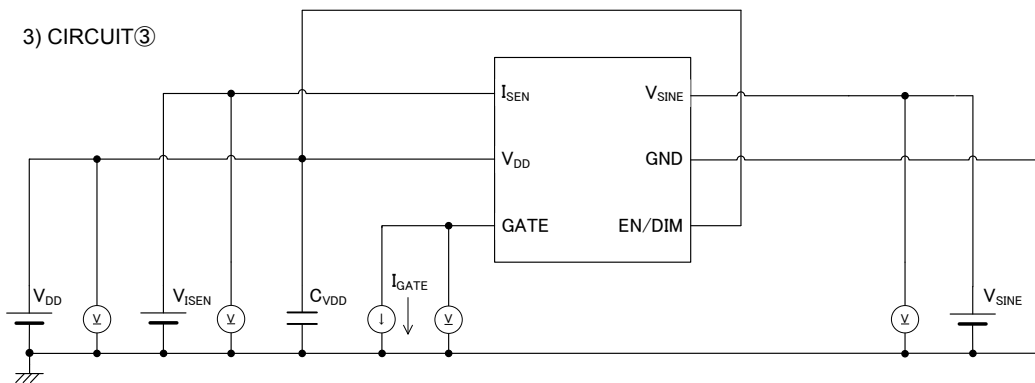 3) CIRCUIT③
ISEN
VSINE
VDD
GND
GATE
EN/DIM
IGATE
VDD
VISEN
CVDD
VSINE
V
V
↓
V
V